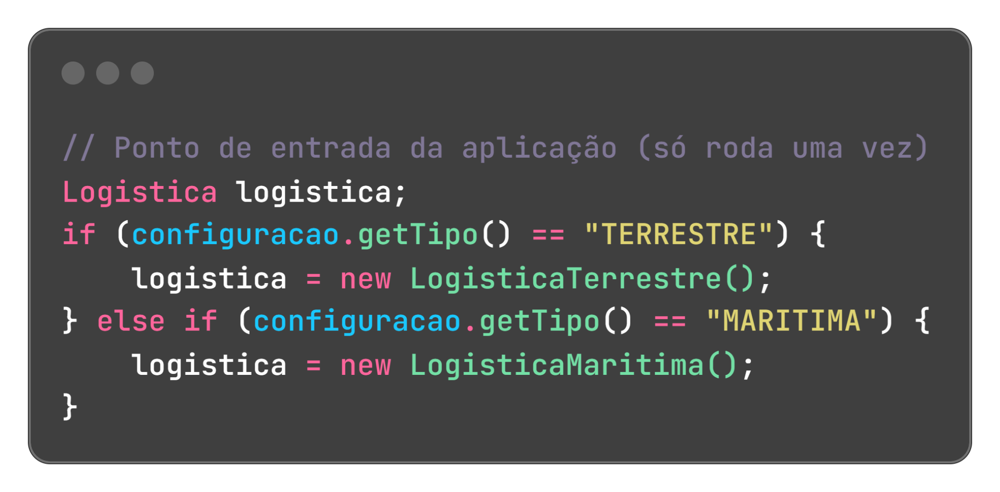 // Ponto de entrada da aplicação (só roda uma vez)
Logistica logistica;
if (configuracao.getTipo() == "TERRESTRE") {
    logistica = new LogisticaTerrestre();
} else if (configuracao.getTipo() == "MARITIMA") {
    logistica = new LogisticaMaritima();
}